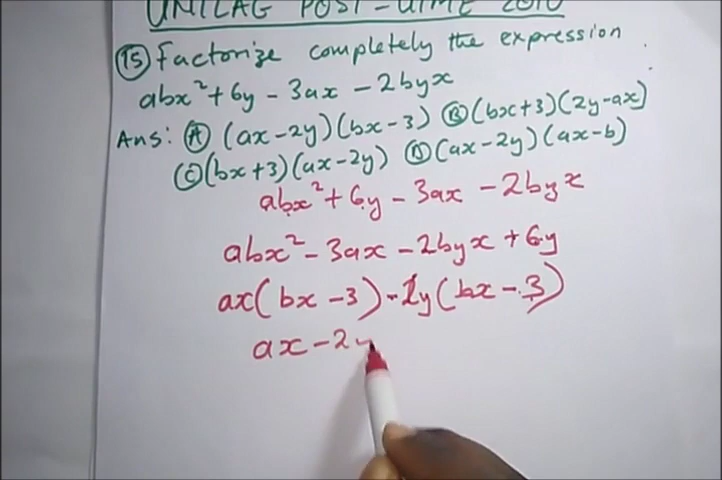 UNILAG POST-UTME 2010
(15) Factorize completely the expression
abx² + 6y - 3ax - 2byx
Ans: (A) (ax-2y)(bx-3) (B) (bx+3)(2y-ax)
(C) (bx+3)(ax-2y) (D) (ax-2y)(ax-b)
abx² + 6y - 3ax - 2byx
abx² - 3ax - 2byx + 6y
ax(bx-3) - 2y(bx-3)
ax-2y